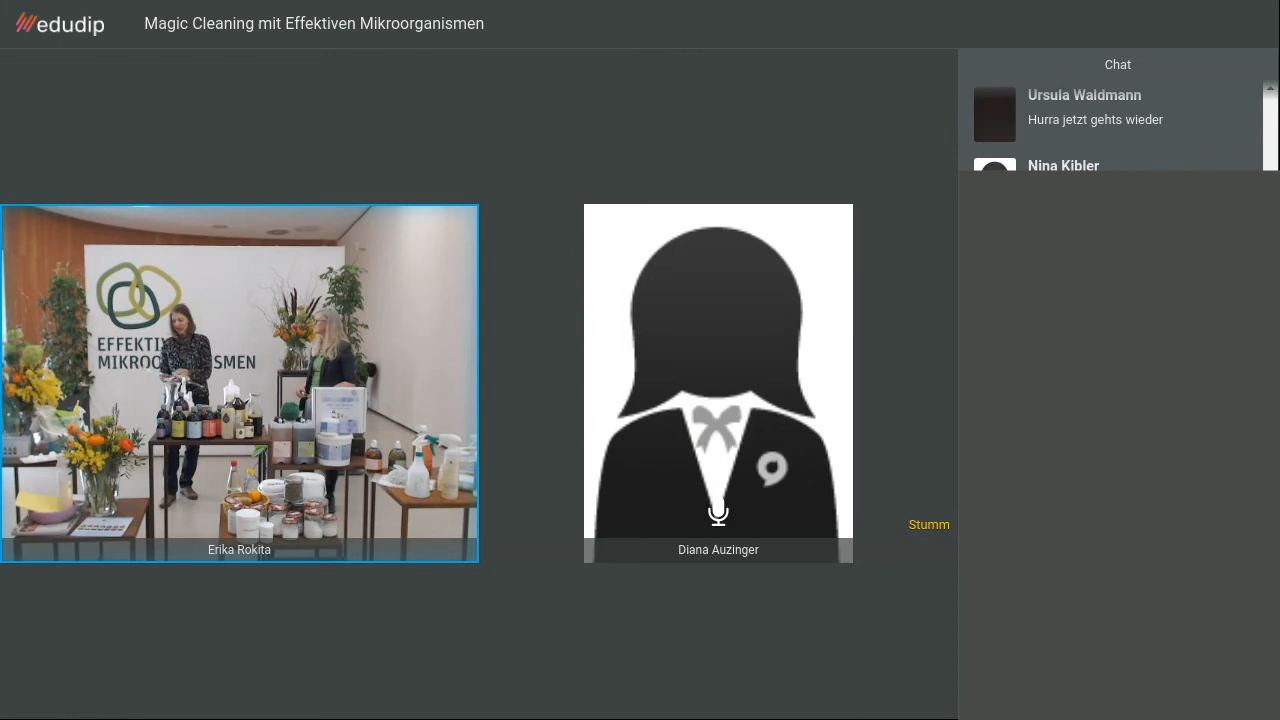 edudip
Magic Cleaning mit Effektiven Mikroorganismen
Chat
Ursula Waldmann
Hurra jetzt gehts wieder
Nina Kibler
EFFEKTIV
MIKROO SMEN
Stumm
Erika Rokita
Diana Auzinger